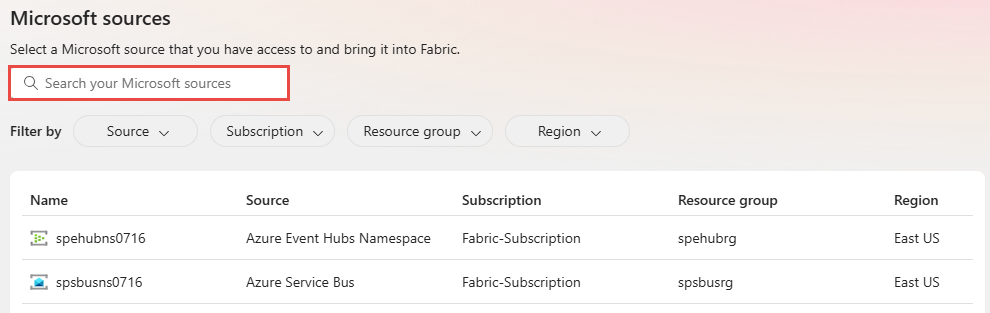 Microsoft sources
Select a Microsoft source that you have access to and bring it into Fabric.
Search your Microsoft sources
Filter by Source Subscription Resource group Region
Name Source Subscription Resource group Region
spehubns0716 Azure Event Hubs Namespace Fabric-Subscription spehubrg East US
spsbusns0716 Azure Service Bus Fabric-Subscription spsbusrg East US